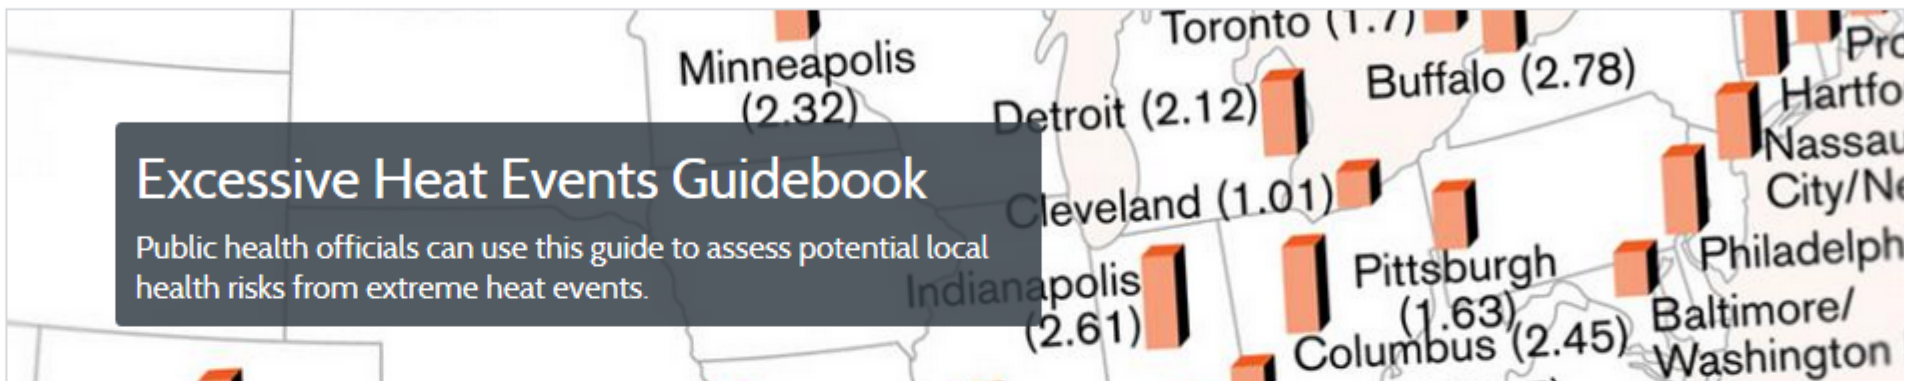 Toronto (1.7)
Minneapolis
(2.32)
Buffalo (2.78)
Detroit (2.12)
Hartfo
Excessive Heat Events Guidebook
Nassau
City/Ne
Cleveland (1.01)
Public health officials can use this guide to assess potential local
health risks from extreme heat events.
Philadelph
Indianapolis
(2.61)
Pittsburgh
(1.63)
Columbus (2.45)
Baltimore/
Washington